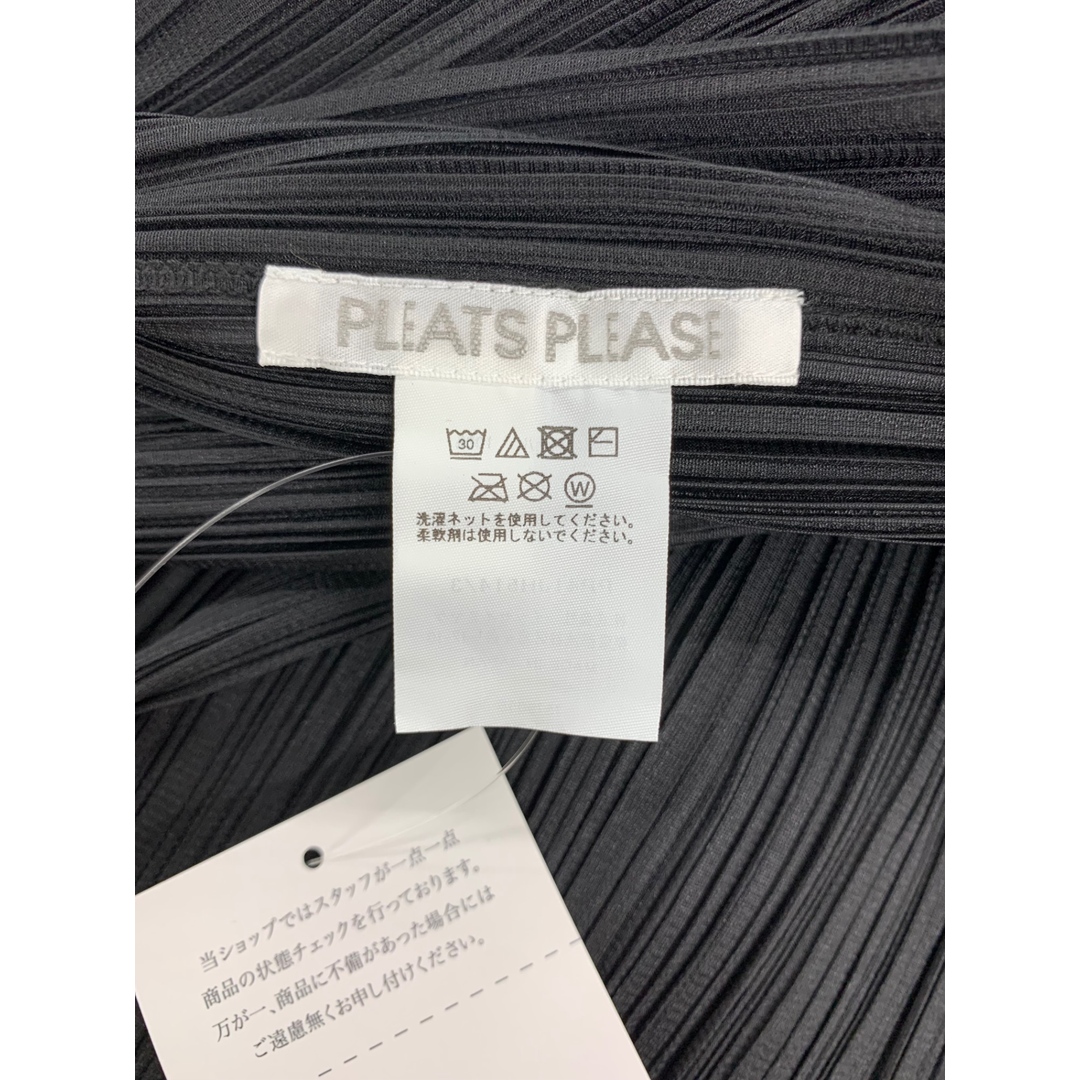 PLEATS PLEASE
30
W
洗濯ネットを使用してください。
柔軟剤は使用しないでください。
当ショップではスタッフが一点一点
商品の状態チェックを行っております。
万が一、商品に不備があった場合には
ご遠慮無くお申し付けください。